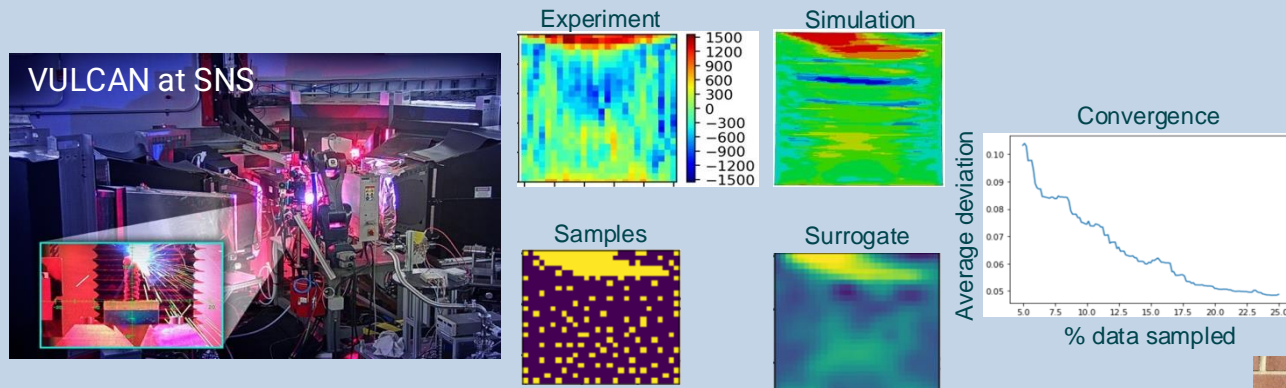 VULCAN at SNS
Experiment
1500
1200
900
600
300
0
−300
−600
−900
−1200
−1500
Simulation
Samples
Surrogate
Convergence
Average deviation
0.10
0.09
0.08
0.07
0.06
0.05
5.0 7.5 10.0 12.5 15.0 17.5 20.0 22.5 25.0
% data sampled